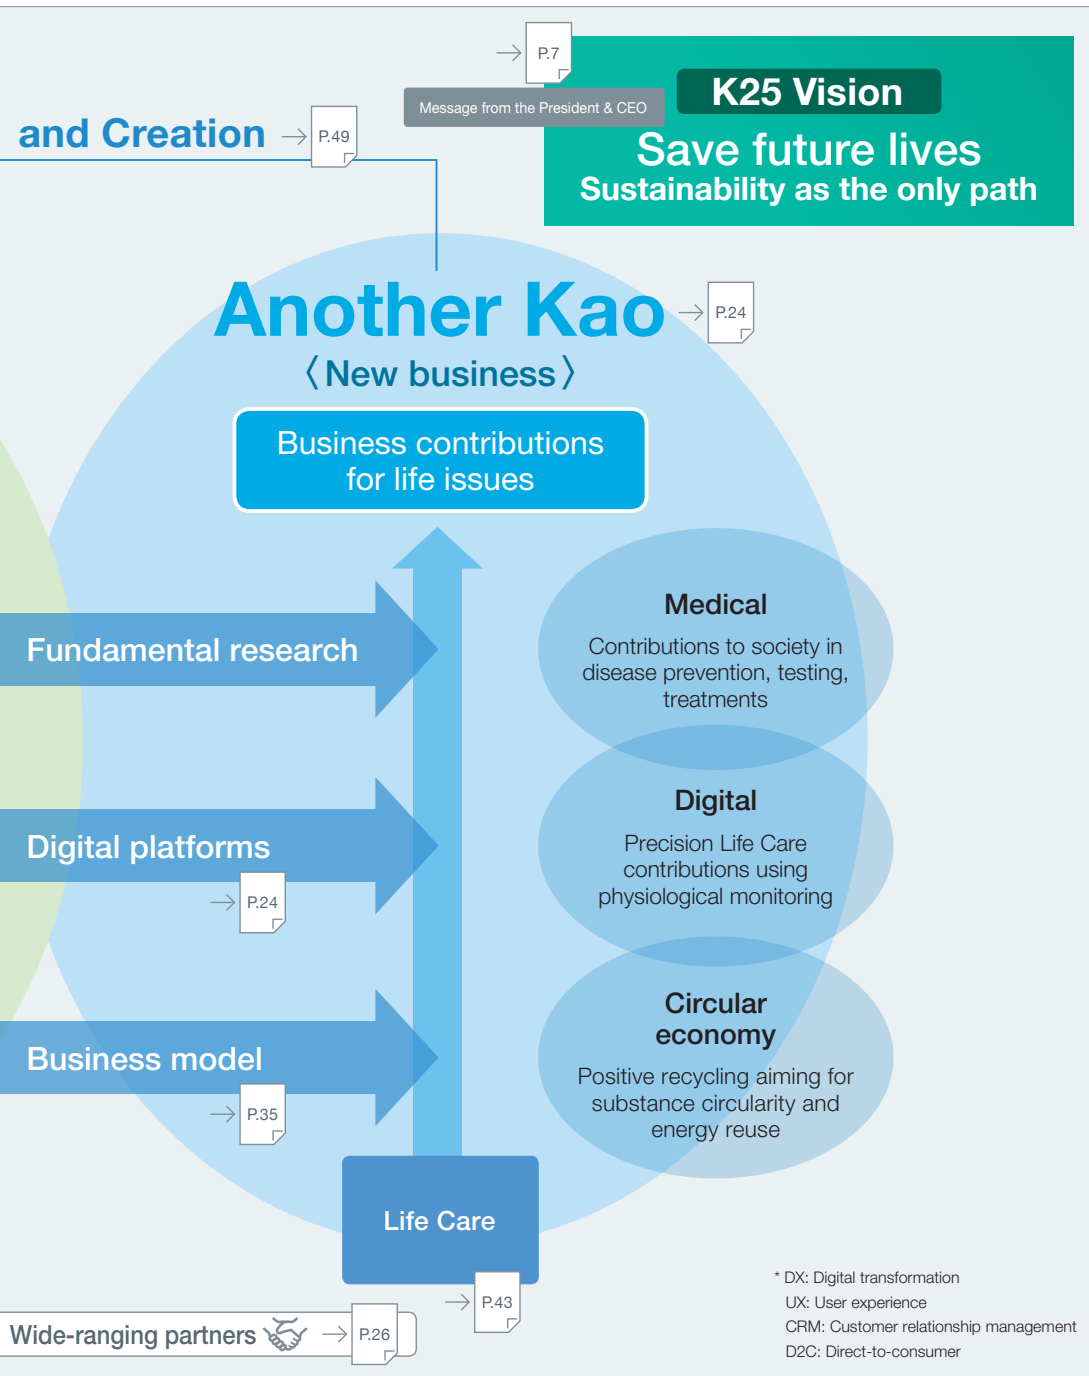 P.7
Message from the President & CEO
K25 Vision
Save future lives
Sustainability as the only path
and Creation
P.49
Another Kao
P.24
〈New business〉
Business contributions
for life issues
Fundamental research
Medical
Contributions to society in
disease prevention, testing,
treatments
Digital platforms
P.24
Digital
Precision Life Care
contributions using
physiological monitoring
Business model
P.35
Circular
economy
Positive recycling aiming for
substance circularity and
energy reuse
Life Care
P.43
Wide-ranging partners
P.26
* DX: Digital transformation
UX: User experience
CRM: Customer relationship management
D2C: Direct-to-consumer